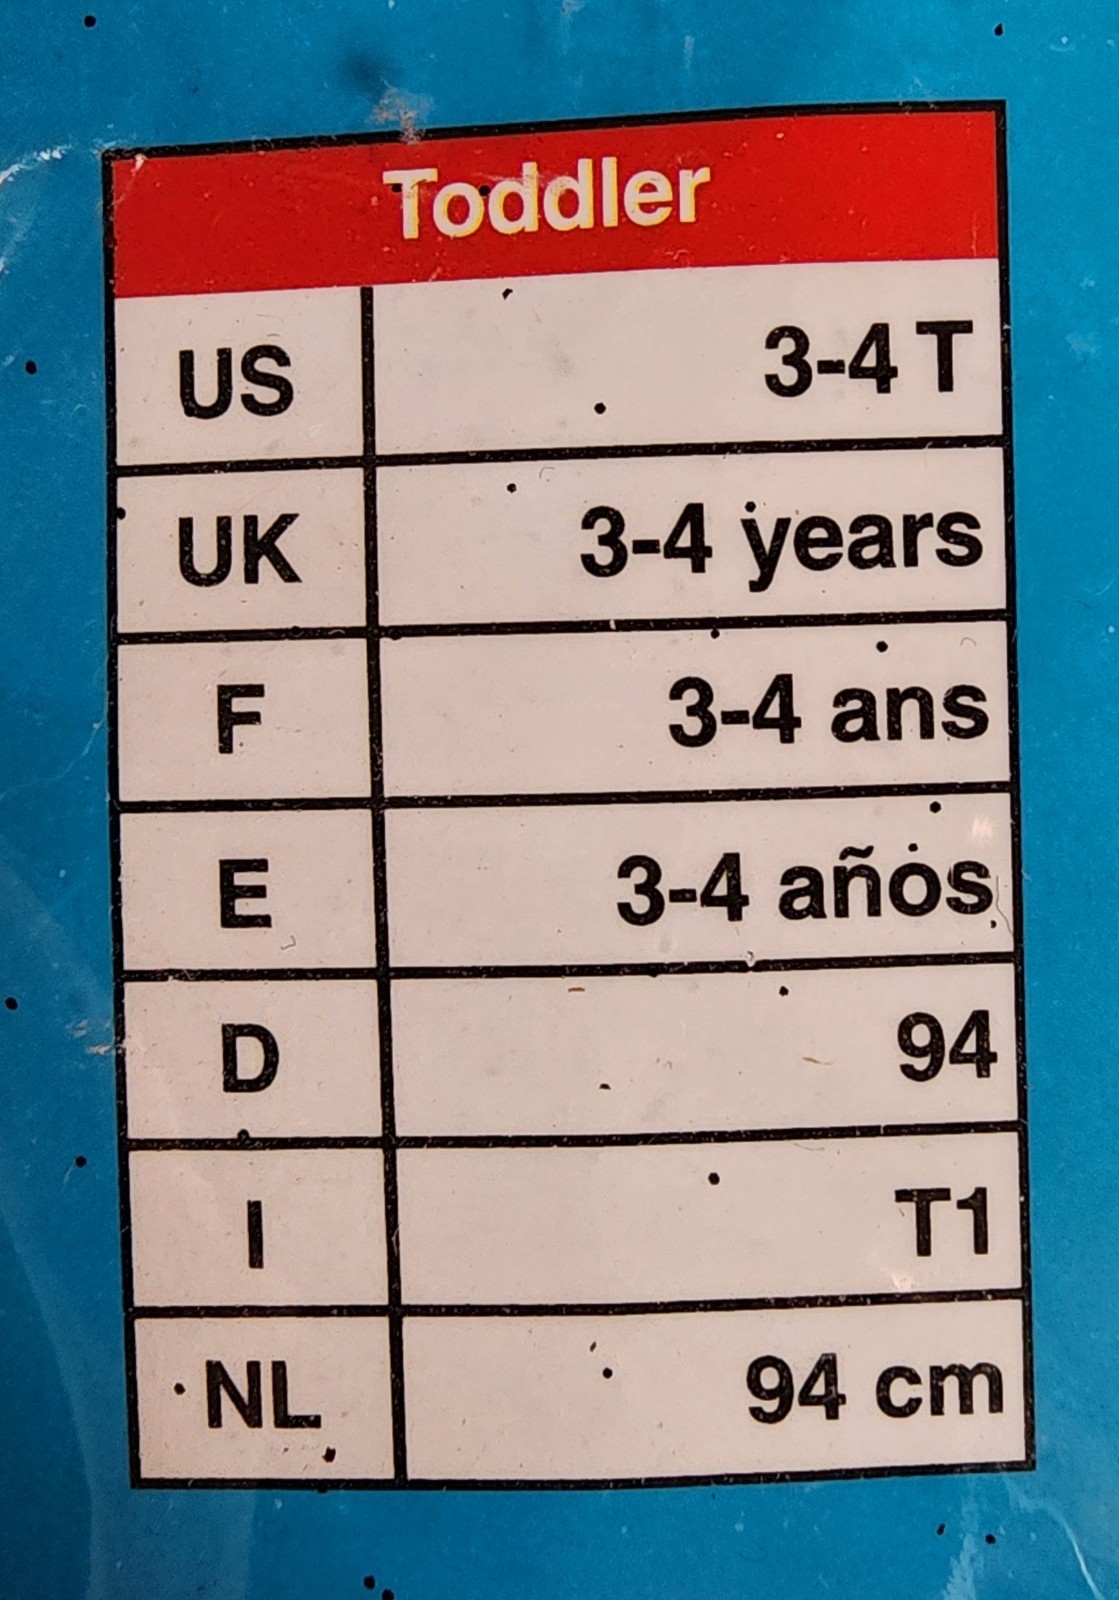 Toddler
US 3-4 T
UK 3-4 years
F 3-4 ans
E 3-4 años
D 94
I T1
NL 94 cm